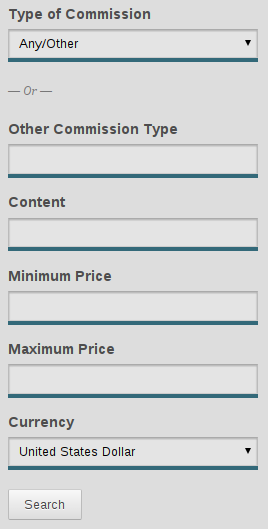 Type of Commission
Any/Other
— Or —
Other Commission Type
Content
Minimum Price
Maximum Price
Currency
United States Dollar
Search